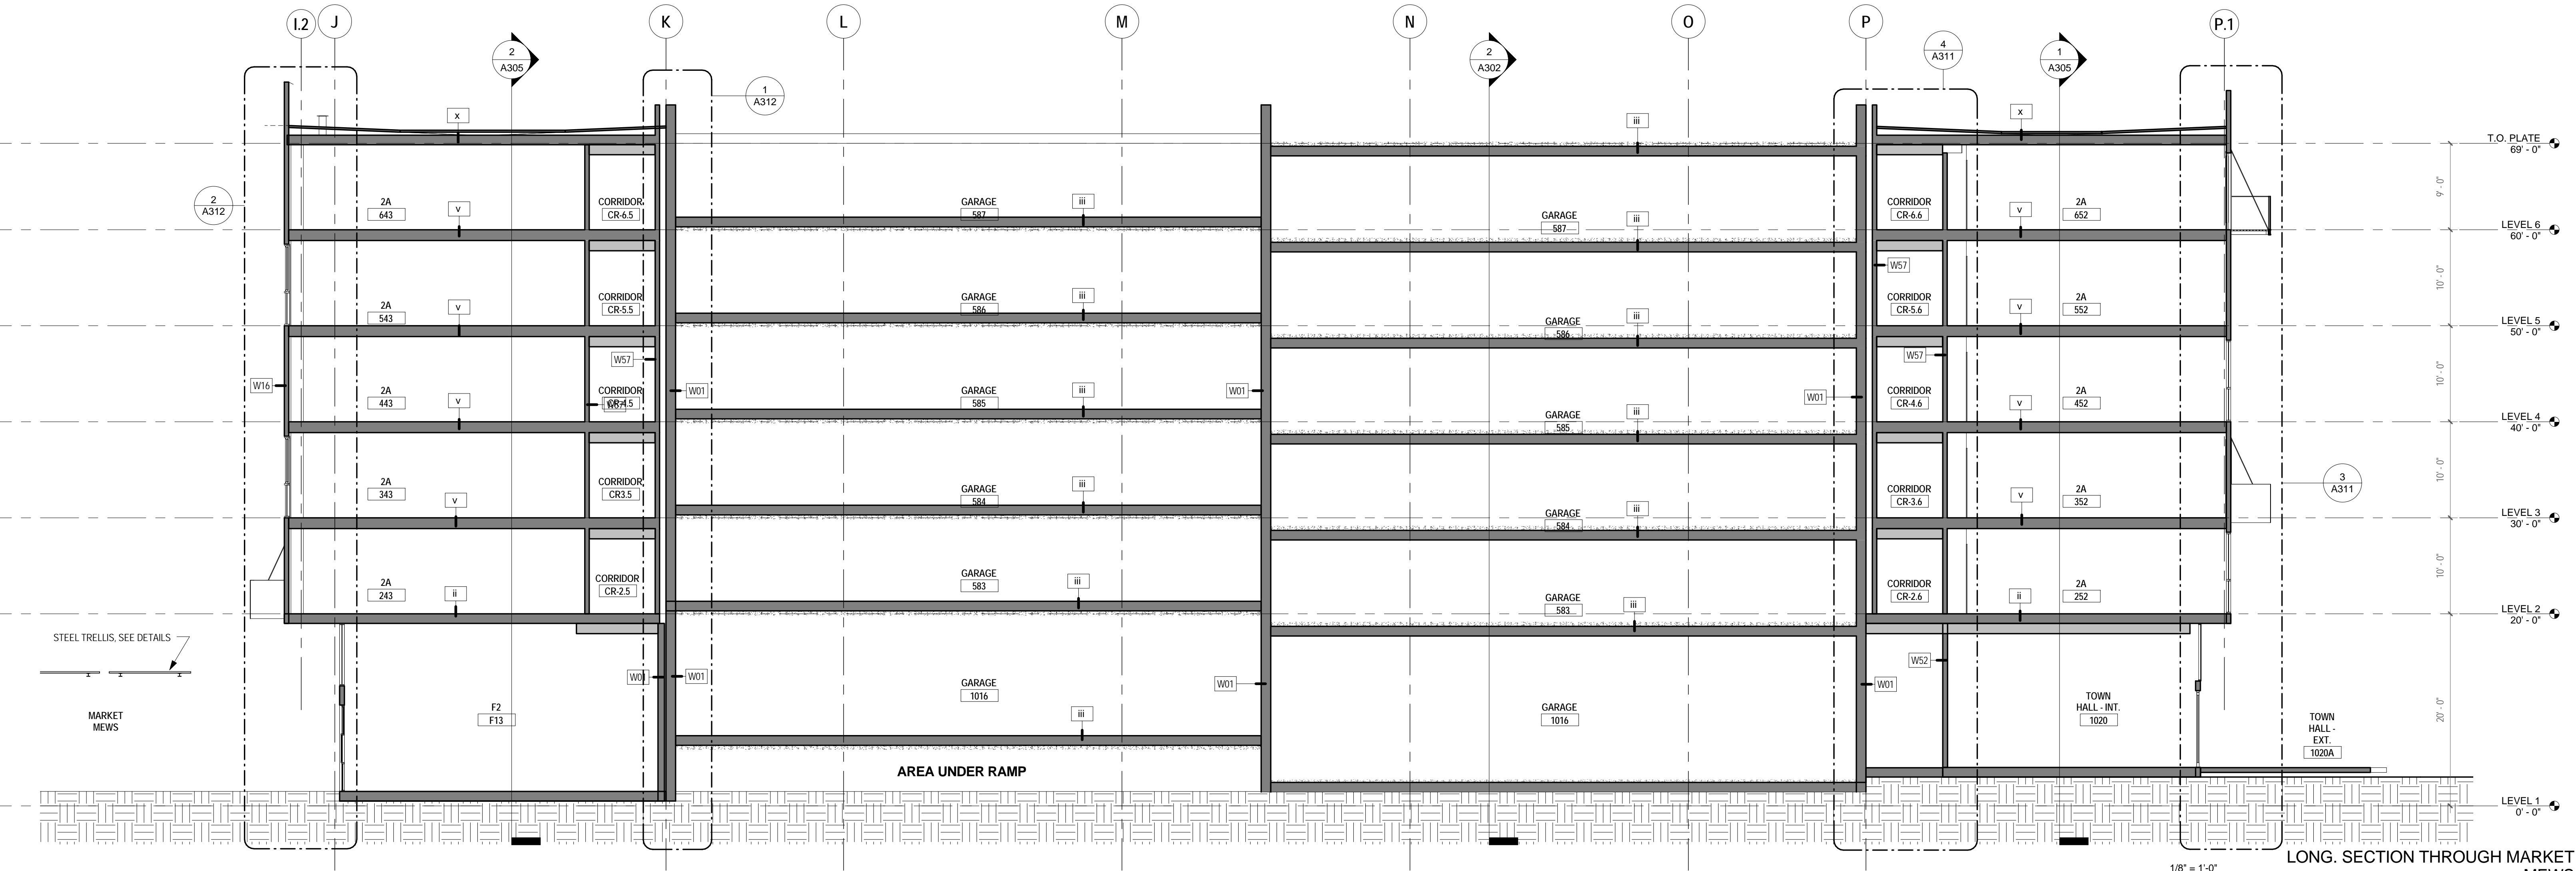 I.2
J
K
L
M
N
O
P
P.1
2
A305
1
A312
2
A302
4
A311
1
A305
x
iii
x
T.O. PLATE
69' - 0"
9' - 0"
2
A312
2A
643
v
CORRIDOR
CR-6.5
GARAGE
587
iii
GARAGE
587
iii
CORRIDOR
CR-6.6
v
2A
652
LEVEL 6
60' - 0"
10' - 0"
W57
2A
543
v
CORRIDOR
CR-5.5
GARAGE
586
iii
GARAGE
586
iii
CORRIDOR
CR-5.6
v
2A
552
LEVEL 5
50' - 0"
10' - 0"
W57
W57
W16
2A
443
v
CORRIDOR
CR-4.5
W01
GARAGE
585
iii
W01
GARAGE
585
iii
W01
CORRIDOR
CR-4.6
v
2A
452
LEVEL 4
40' - 0"
10' - 0"
2A
343
v
CORRIDOR
CR3.5
GARAGE
584
iii
GARAGE
584
iii
CORRIDOR
CR-3.6
v
2A
352
3
A311
LEVEL 3
30' - 0"
10' - 0"
2A
243
ii
CORRIDOR
CR-2.5
GARAGE
583
iii
GARAGE
583
iii
CORRIDOR
CR-2.6
ii
2A
252
LEVEL 2
20' - 0"
STEEL TRELLIS, SEE DETAILS
W01
W01
W01
W01
W52
MARKET
MEWS
F2
F13
GARAGE
1016
iii
GARAGE
1016
TOWN
HALL - INT.
1020
TOWN
HALL -
EXT.
1020A
20' - 0"
AREA UNDER RAMP
LEVEL 1
0' - 0"
LONG. SECTION THROUGH MARKET
MEWS
1/8" = 1'-0"